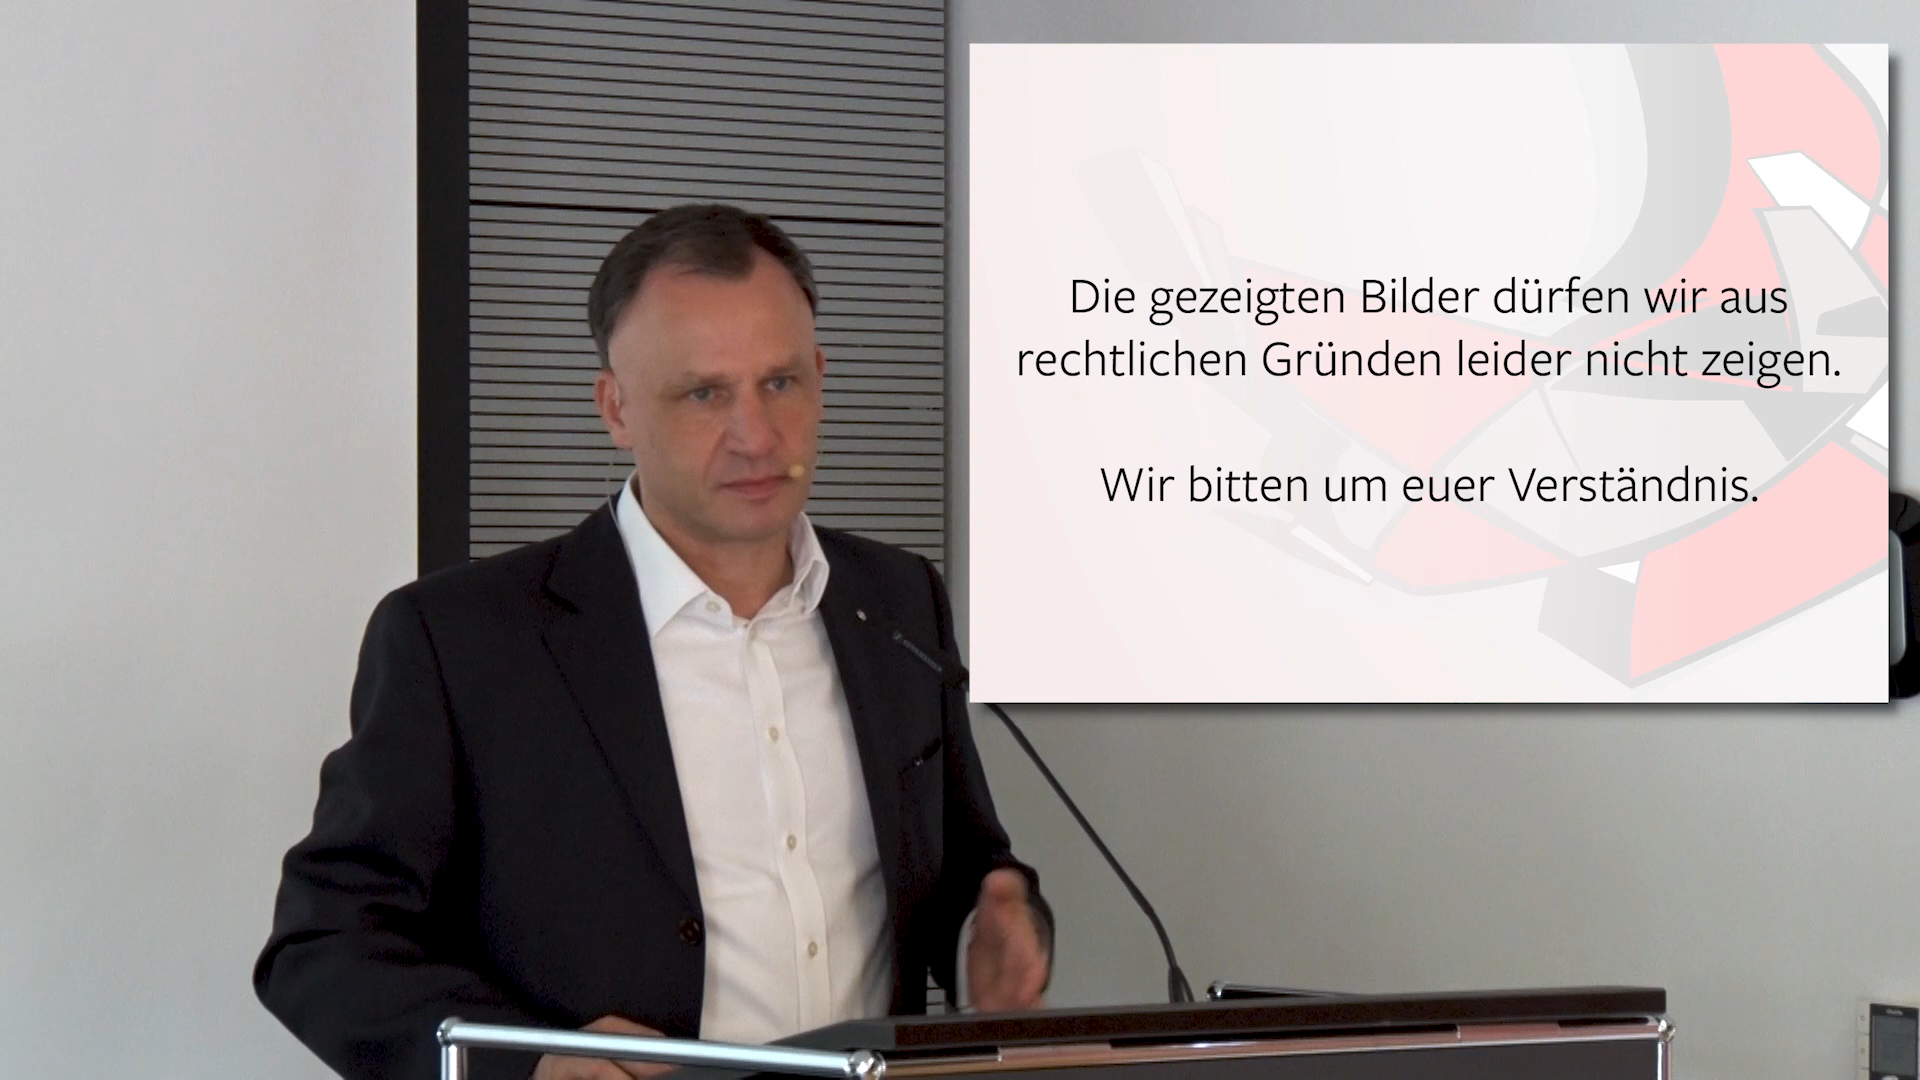 Die gezeigten Bilder dürfen wir aus
rechtlichen Gründen leider nicht zeigen.
Wir bitten um euer Verständnis.